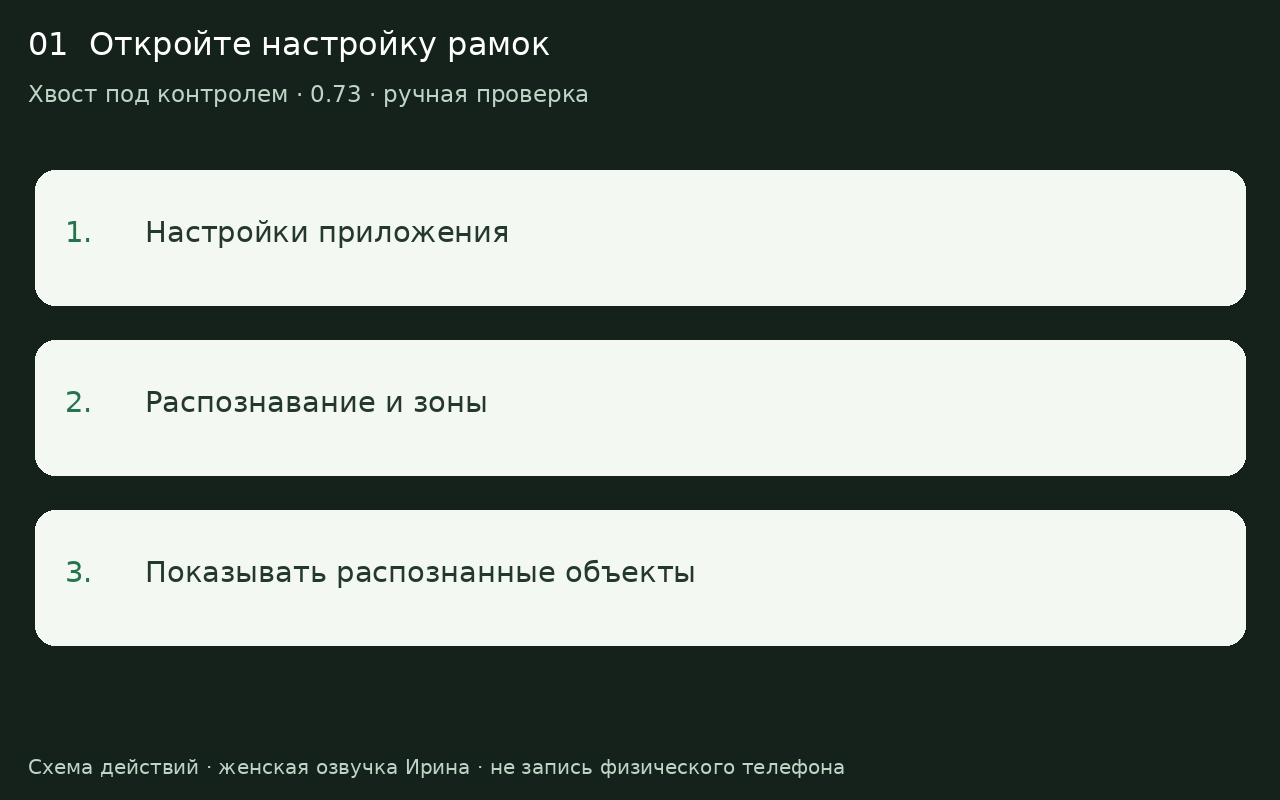 01 Откройте настройку рамок
Хвост под контролем · 0.73 · ручная проверка
1. Настройки приложения
2. Распознавание и зоны
3. Показывать распознанные объекты
Схема действий · женская озвучка Ирина · не запись физического телефона